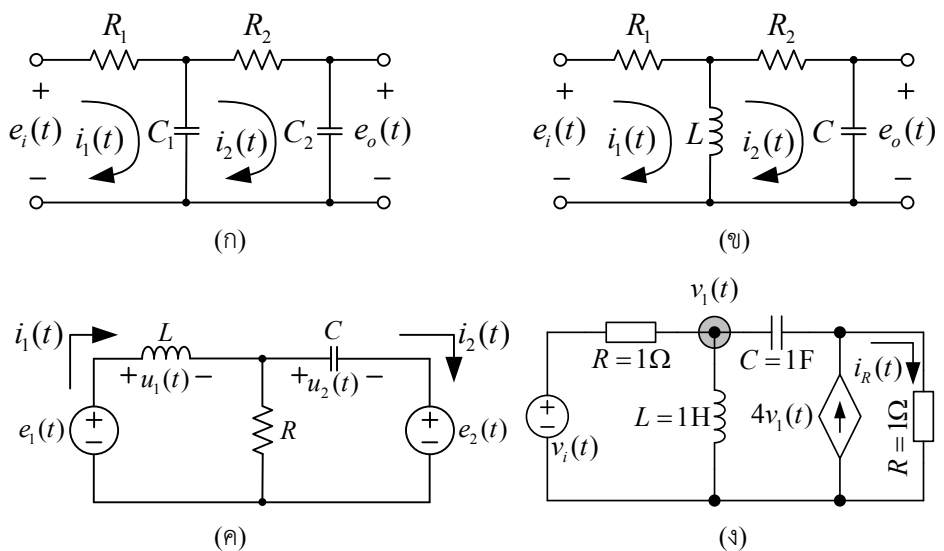 R₁ R₂
+ +
eᵢ(t) i₁(t) C₁ i₂(t) C₂ eₒ(t)
− −
(ก)
R₁ R₂
+ +
eᵢ(t) i₁(t) L i₂(t) C eₒ(t)
− −
(ข)
i₁(t) L C i₂(t)
+ u₁(t) − + u₂(t) −
e₁(t) + − R + − e₂(t)
(ค)
v₁(t)
R = 1Ω C = 1F i_R(t)
+ − vᵢ(t) L = 1H 4v₁(t) R = 1Ω
(ง)